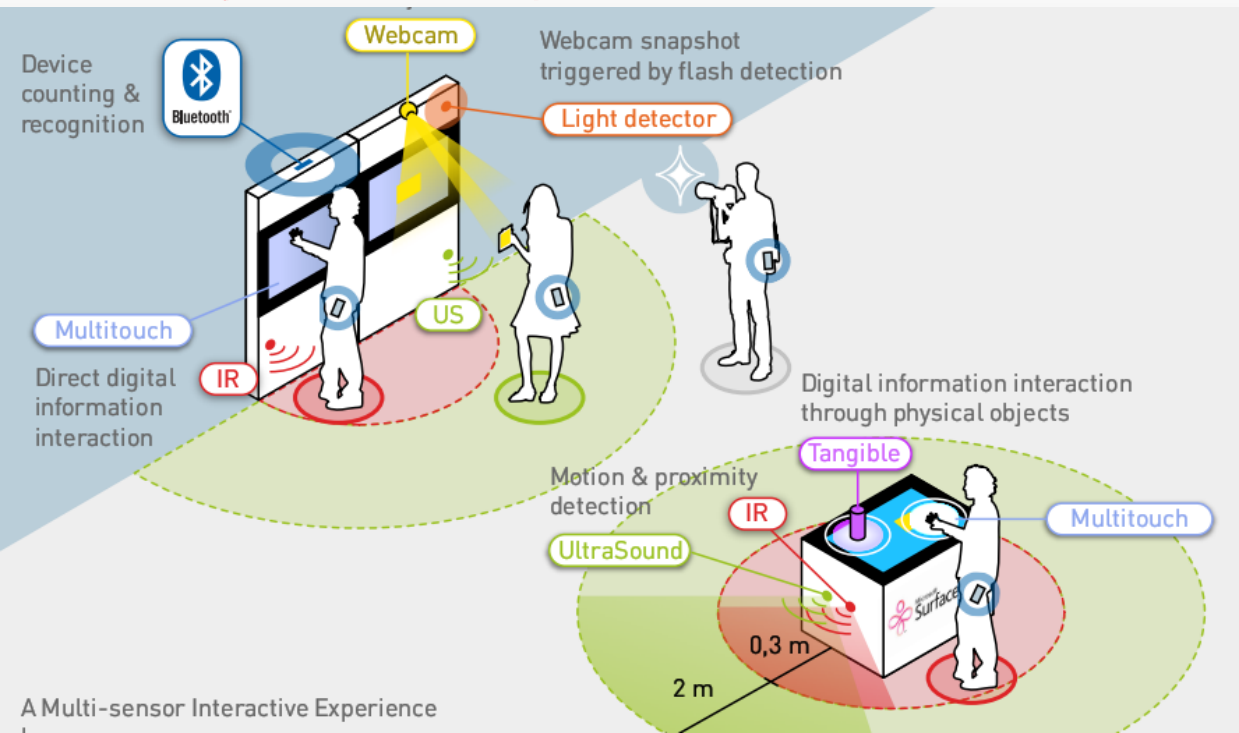 Webcam
Device
counting &
recognition
Bluetooth
Webcam snapshot
triggered by flash detection
Light detector
US
Multitouch
IR
Direct digital
information
interaction
Digital information interaction
through physical objects
Tangible
Motion & proximity
detection
IR
Multitouch
UltraSound
Microsoft
Surface
0,3 m
2 m
A Multi-sensor Interactive Experience